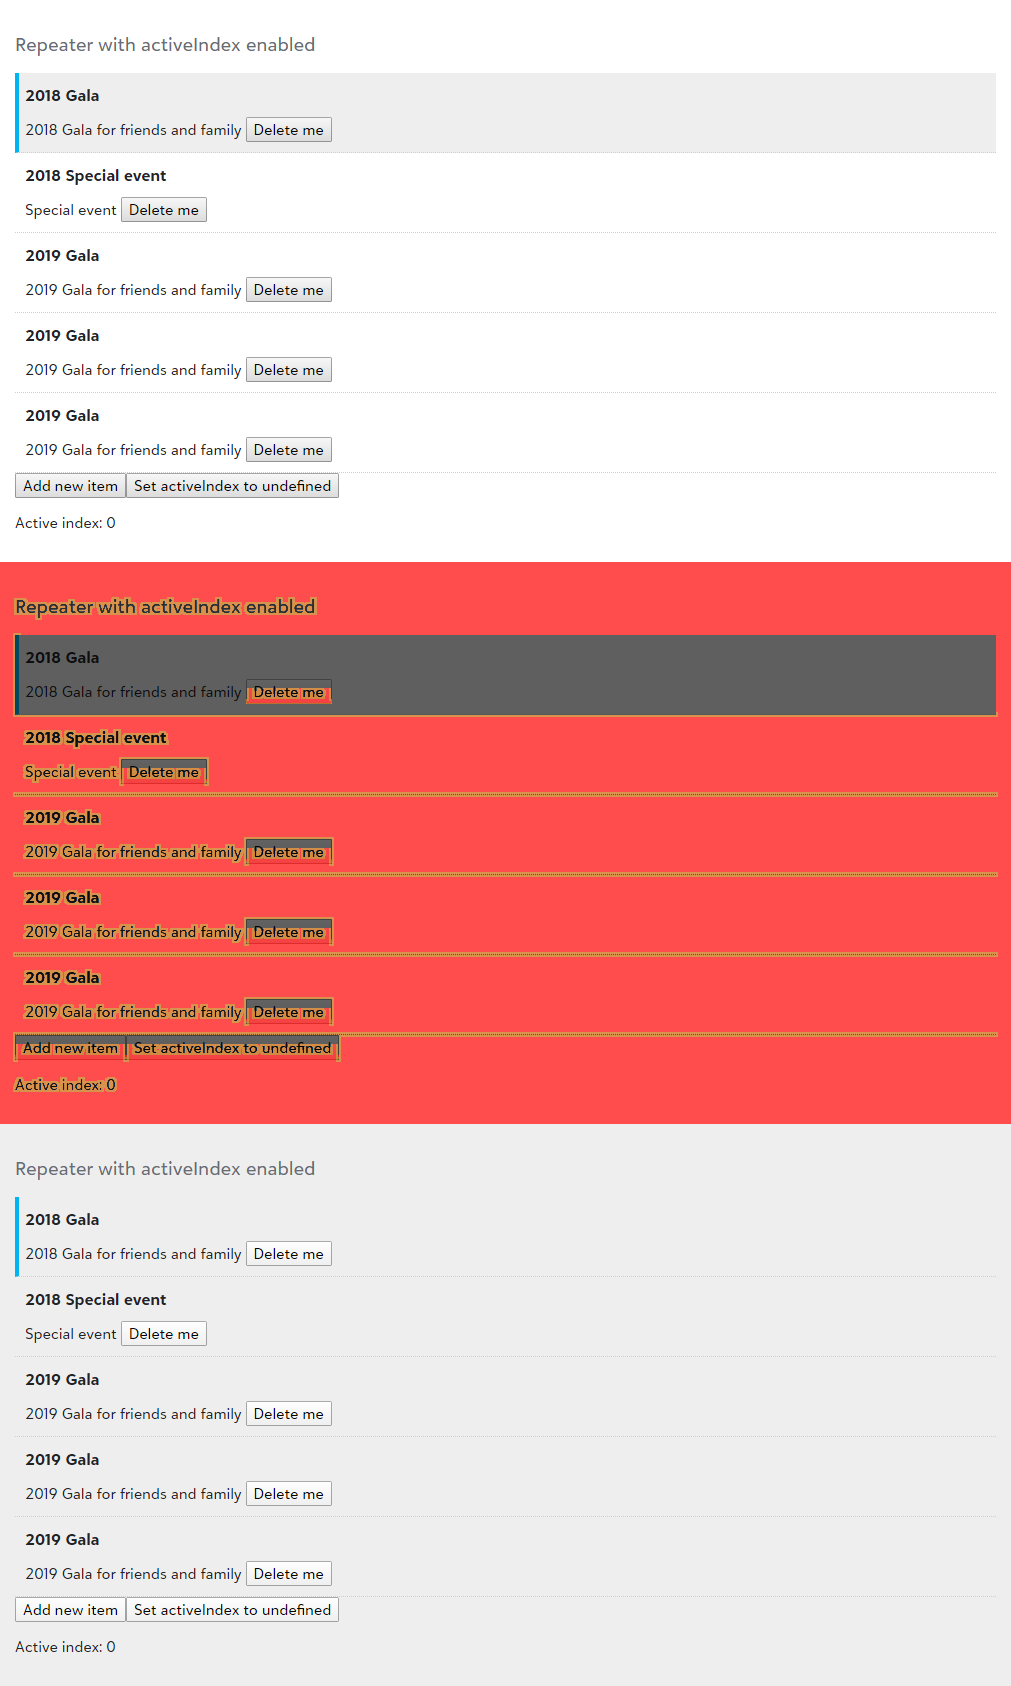 Repeater with activeIndex enabled
2018 Gala
2018 Gala for friends and family Delete me
2018 Special event
Special event Delete me
2019 Gala
2019 Gala for friends and family Delete me
2019 Gala
2019 Gala for friends and family Delete me
2019 Gala
2019 Gala for friends and family Delete me
Add new item Set activeIndex to undefined
Active index: 0
Repeater with activeIndex enabled
2018 Gala
2018 Gala for friends and family Delete me
2018 Special event
Special event Delete me
2019 Gala
2019 Gala for friends and family Delete me
2019 Gala
2019 Gala for friends and family Delete me
2019 Gala
2019 Gala for friends and family Delete me
Add new item Set activeIndex to undefined
Active index: 0
Repeater with activeIndex enabled
2018 Gala
2018 Gala for friends and family Delete me
2018 Special event
Special event Delete me
2019 Gala
2019 Gala for friends and family Delete me
2019 Gala
2019 Gala for friends and family Delete me
2019 Gala
2019 Gala for friends and family Delete me
Add new item Set activeIndex to undefined
Active index: 0